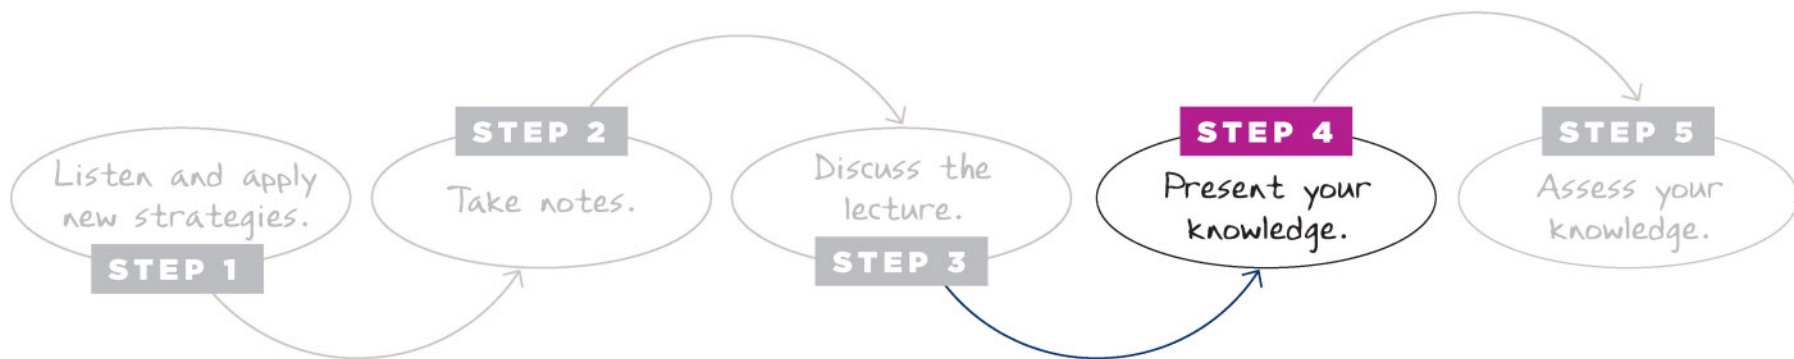 Listen and apply
new strategies.
STEP 1
STEP 2
Take notes.
Discuss the
lecture.
STEP 3
STEP 4
Present your
knowledge.
STEP 5
Assess your
knowledge.